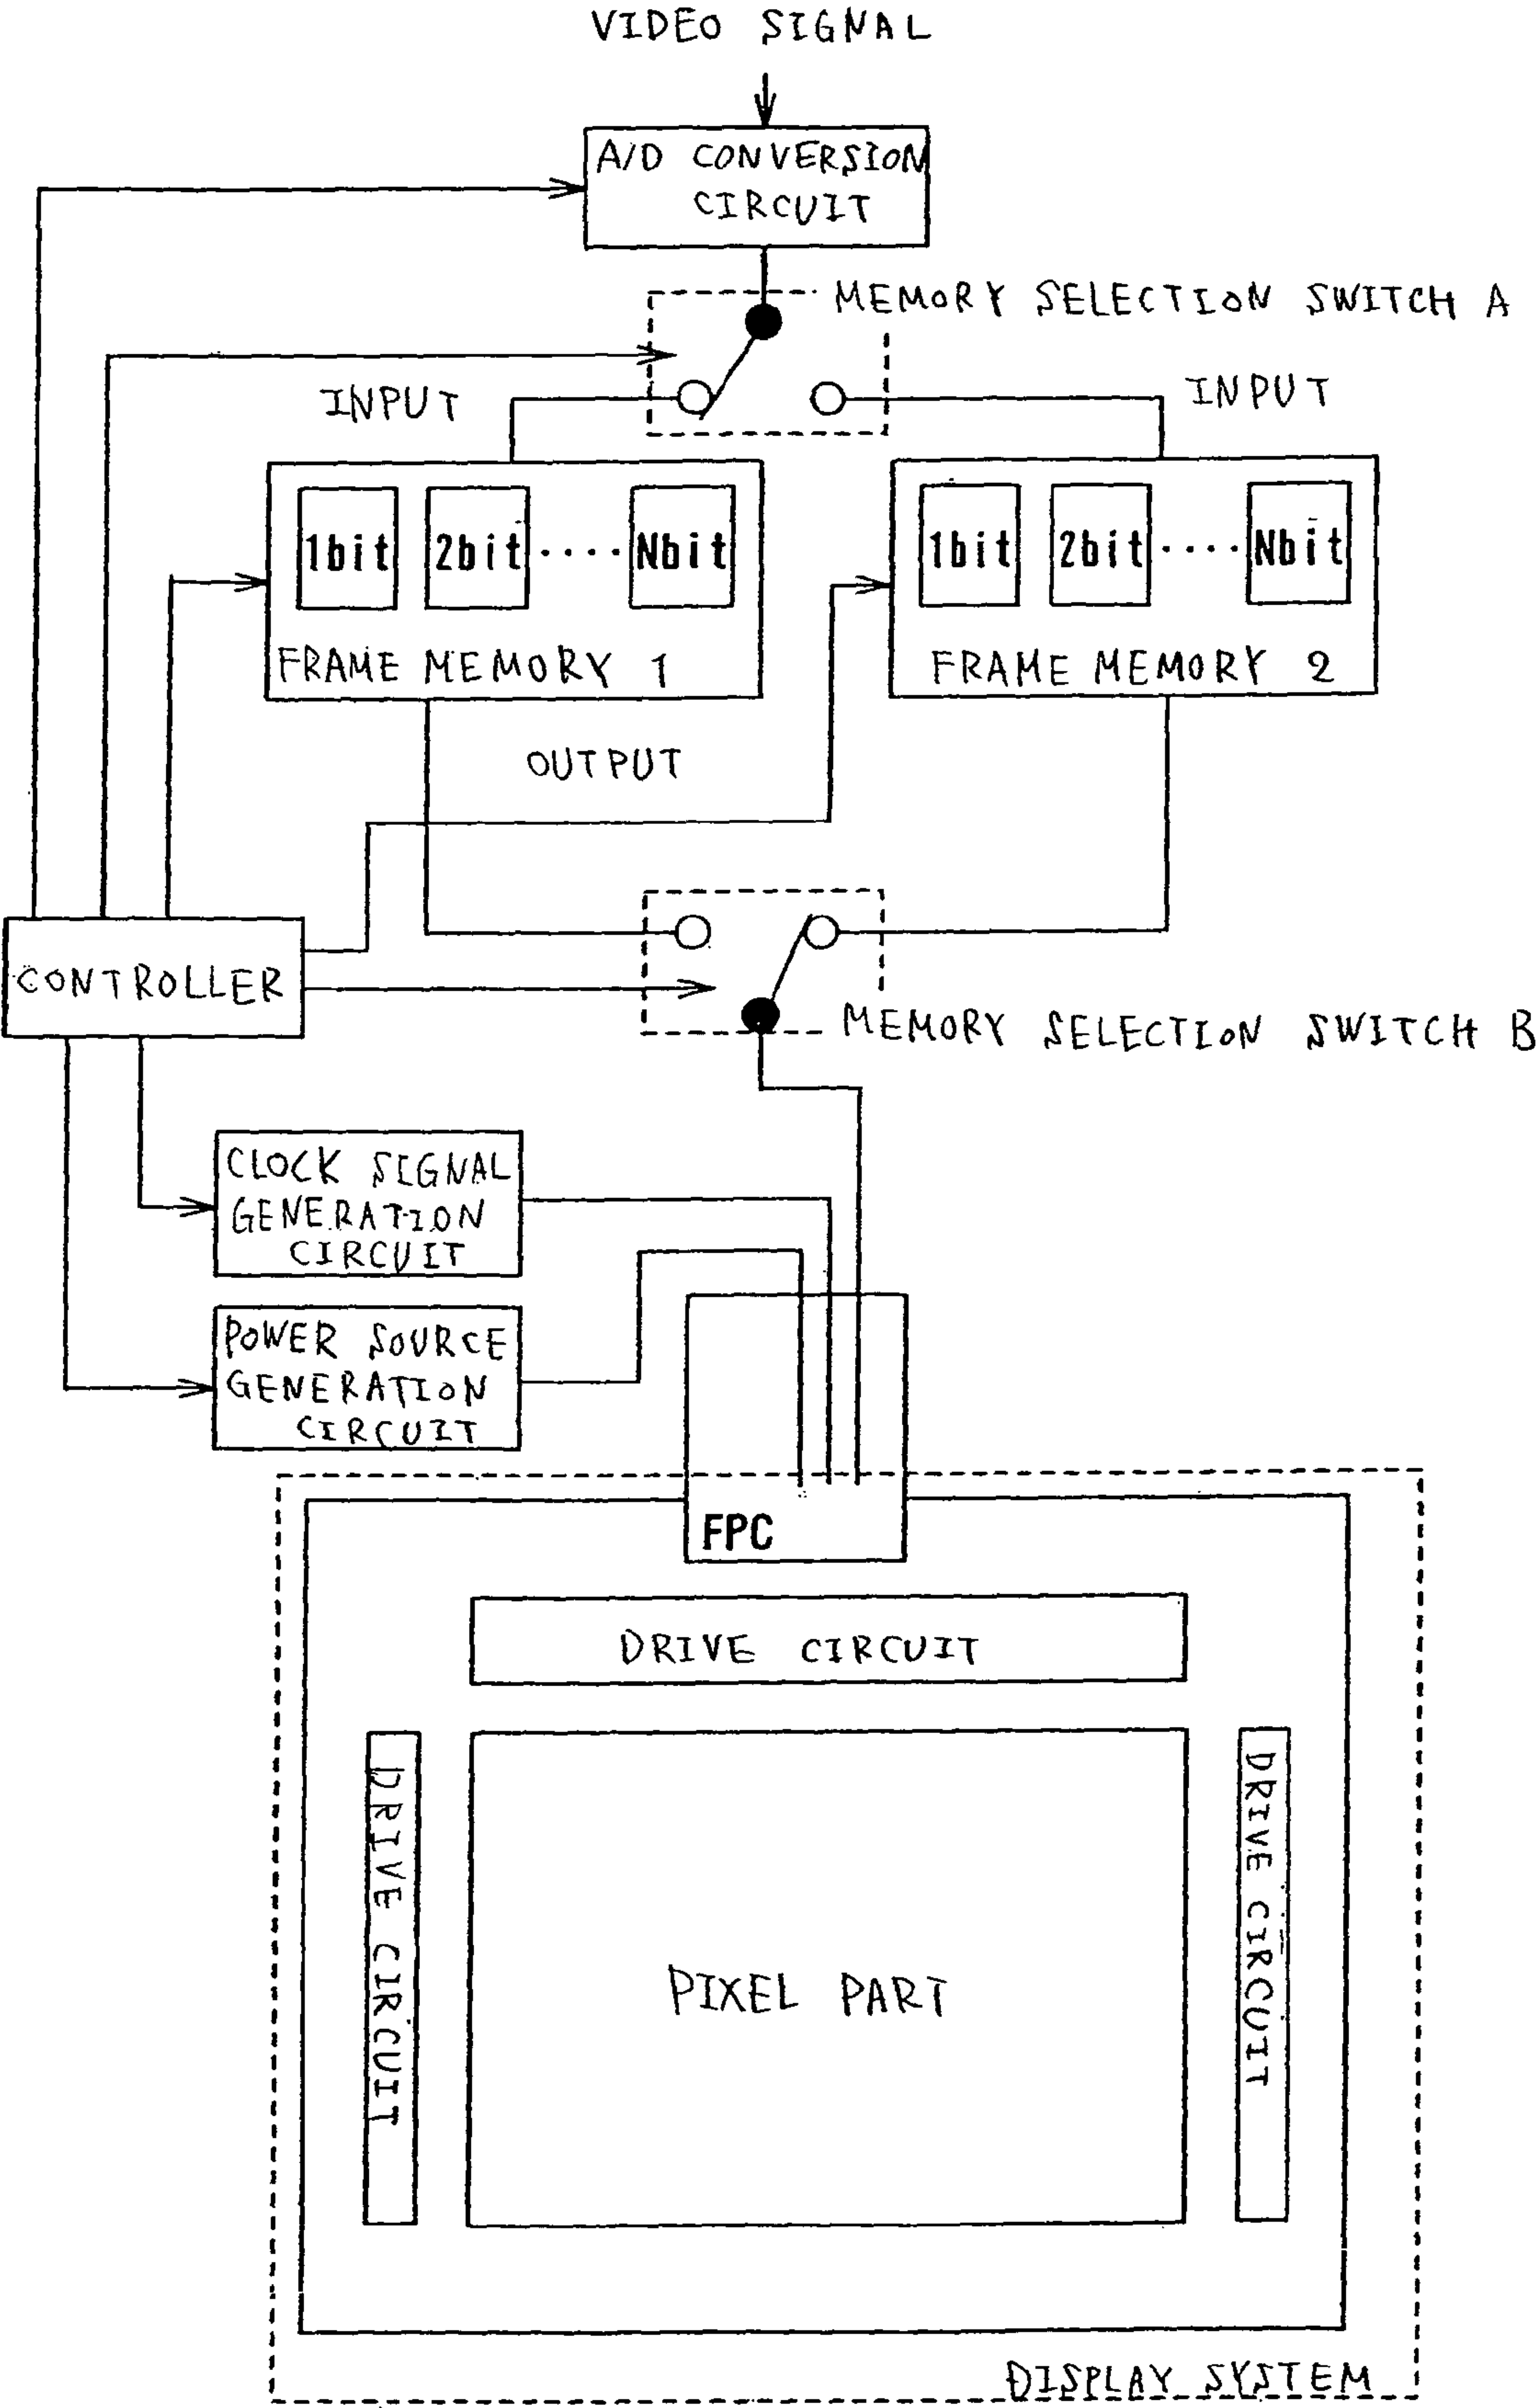 VIDEO SIGNAL
A/D CONVERSION
CIRCUIT
MEMORY SELECTION SWITCH A
INPUT
INPUT
1bit 2bit ···· Nbit
FRAME MEMORY 1
1bit 2bit ···· Nbit
FRAME MEMORY 2
OUTPUT
CONTROLLER
MEMORY SELECTION SWITCH B
CLOCK SIGNAL
GENERATION
CIRCUIT
POWER SOURCE
GENERATION
CIRCUIT
FPC
DRIVE CIRCUIT
DRIVE CIRCUIT
PIXEL PART
DRIVE CIRCUIT
DISPLAY SYSTEM